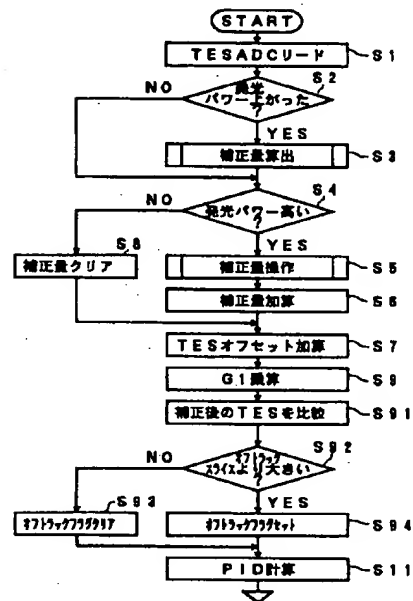 START
TESADCリード
S1
NO
S2
発光
パワー上がった
?
YES
補正量算出
S3
NO
S4
発光パワー高い
?
YES
S8
補正量クリア
補正量操作
S5
補正量加算
S6
TESオフセット加算
S7
G1乗算
S9
補正後のTESを比較
S91
NO
S92
オフトラック
スライスより大きい
?
YES
S93
オフトラックフラグクリア
オフトラックフラグセット
S94
PID計算
S11